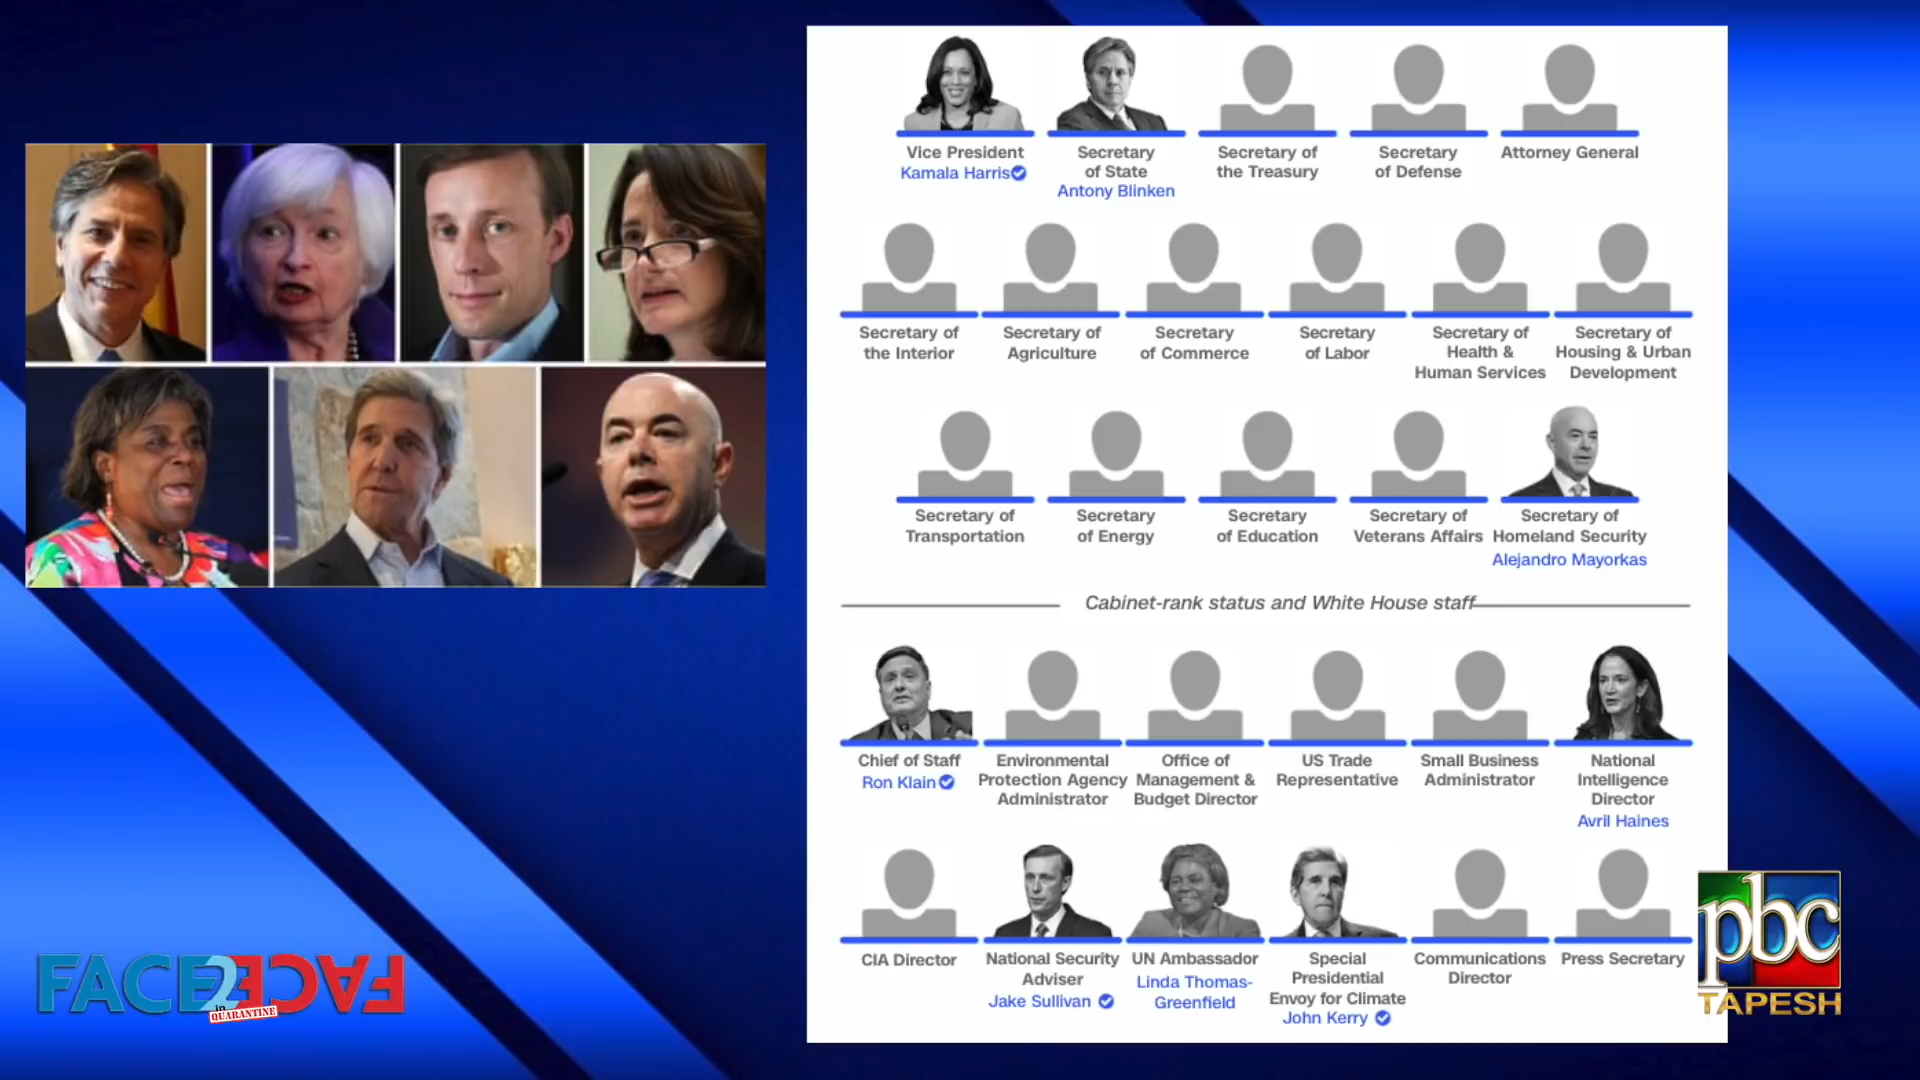 Vice President
Kamala Harris
Secretary
of State
Antony Blinken
Secretary of
the Treasury
Secretary
of Defense
Attorney General
Secretary of
the Interior
Secretary of
Agriculture
Secretary
of Commerce
Secretary
of Labor
Secretary of
Health &
Human Services
Secretary of
Housing & Urban
Development
Secretary of
Transportation
Secretary
of Energy
Secretary
of Education
Secretary of
Veterans Affairs
Secretary of
Homeland Security
Alejandro Mayorkas
Cabinet-rank status and White House staff
Chief of Staff
Ron Klain
Environmental
Protection Agency
Administrator
Office of
Management &
Budget Director
US Trade
Representative
Small Business
Administrator
National
Intelligence
Director
Avril Haines
CIA Director
National Security
Adviser
Jake Sullivan
UN Ambassador
Linda Thomas-
Greenfield
Special
Presidential
Envoy for Climate
John Kerry
Communications
Director
Press Secretary
FACE 2 FACE
in
QUARANTINE
pbc
TAPESH